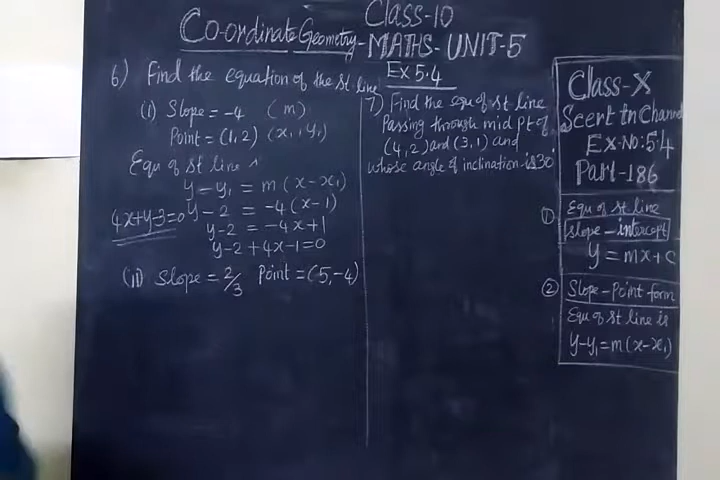 Class-10
Co-ordinate Geometry-MATHS-UNIT-5
Ex 5.4
6) Find the equation of the st line
(i) Slope = -4 (m)
Point = (1, 2) (x₁, y₁)
Equ of st line is
y - y₁ = m (x - x₁)
y - 2 = -4 (x-1)
y-2 = -4x+1
y-2+4x-1=0
4x+y-3=0
(ii) Slope = 2/3 Point = (5,-4)
7) Find the equ of st line
Passing through mid pt of
(4,2) and (3,1) and
whose angle of inclination is 30°
Class-X
Scert tn Channel
Ex-No:5.4
Part-186
① Equ of st line
Slope - intercept
y = mx+c
② Slope-Point form
Equ of st line is
y-y₁=m(x-x₁)